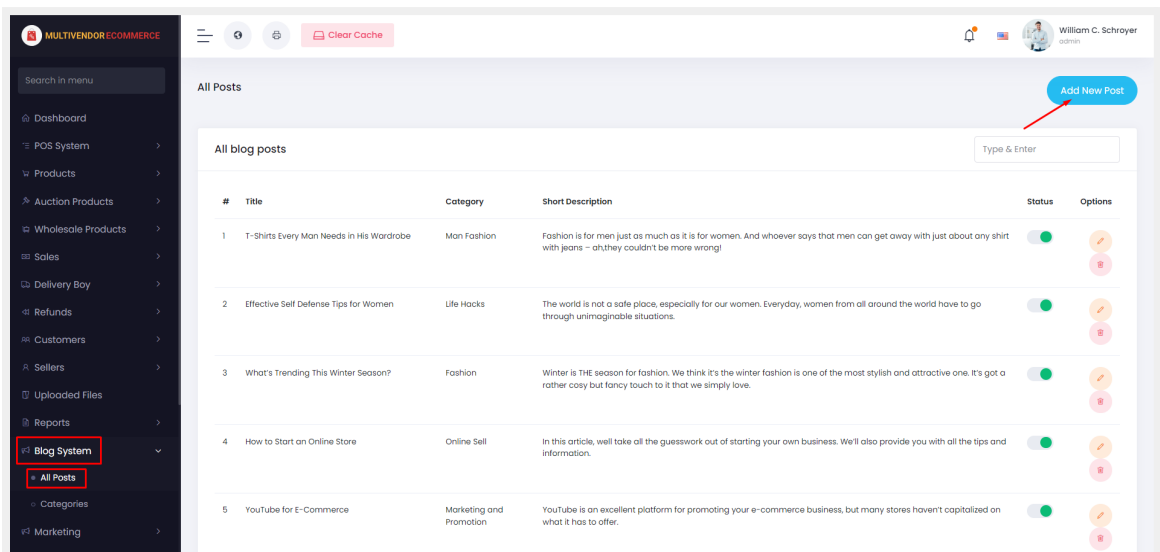 MULTIVENDOR ECOMMERCE
Clear Cache
William C. Schroyer
admin
Search in menu
Dashboard
POS System
Products
Auction Products
Wholesale Products
Sales
Delivery Boy
Refunds
Customers
Sellers
Uploaded Files
Reports
Blog System
All Posts
Categories
Marketing
All Posts
Add New Post
All blog posts
Type & Enter
# Title Category Short Description Status Options
1 T-Shirts Every Man Needs in His Wardrobe Man Fashion Fashion is for men just as much as it is for women. And whoever says that men can get away with just about any shirt
with jeans – ah,they couldn't be more wrong!
2 Effective Self Defense Tips for Women Life Hacks The world is not a safe place, especially for our women. Everyday, women from all around the world have to go
through unimaginable situations.
3 What's Trending This Winter Season? Fashion Winter is THE season for fashion. We think it's the winter fashion is one of the most stylish and attractive one. It's got a
rather cosy but fancy touch to it that we simply love.
4 How to Start an Online Store Online Sell In this article, well take all the guesswork out of starting your own business. We'll also provide you with all the tips and
information.
5 YouTube for E-Commerce Marketing and YouTube is an excellent platform for promoting your e-commerce business, but many stores haven't capitalized on
Promotion what it has to offer.